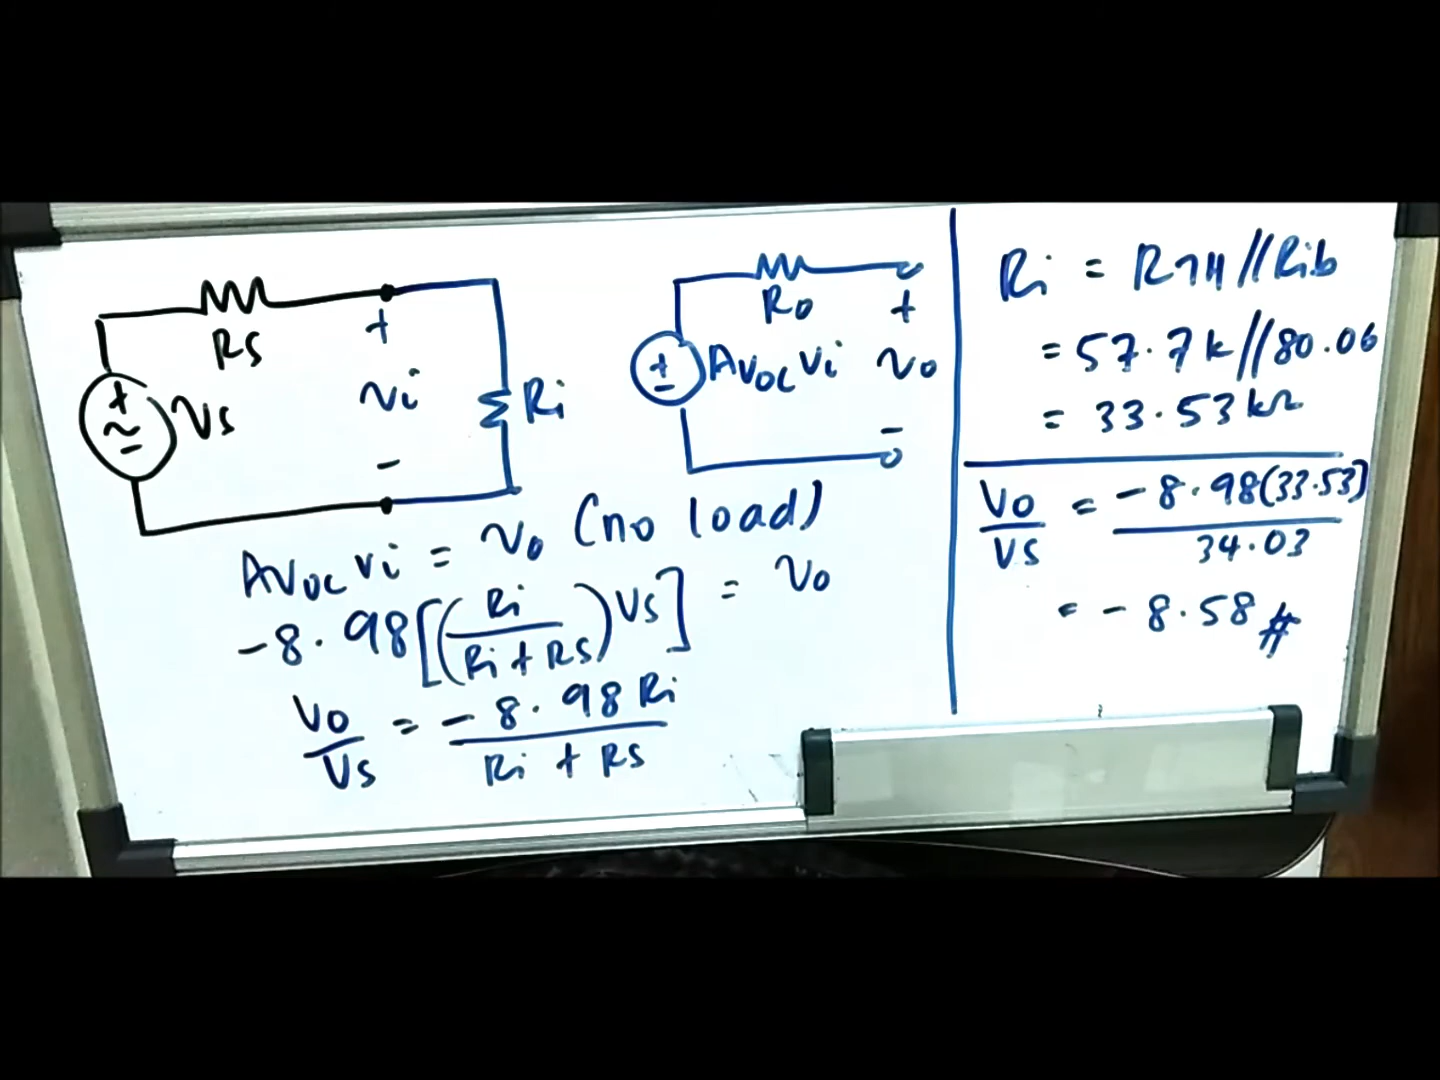 Rs
+
+
~
−
vs
vi
−
Ri
Ro
+
+
−
Avoc vi
vo
−
Avoc vi = vo (no load)
-8.98[(Ri/(Ri + Rs))vs] = vo
vo/vs = -8.98 Ri/(Ri + Rs)
Ri = RTH//Rib
= 57.7k//80.06
= 33.53kΩ
vo/vs = -8.98(33.53)/34.03
= -8.58 #